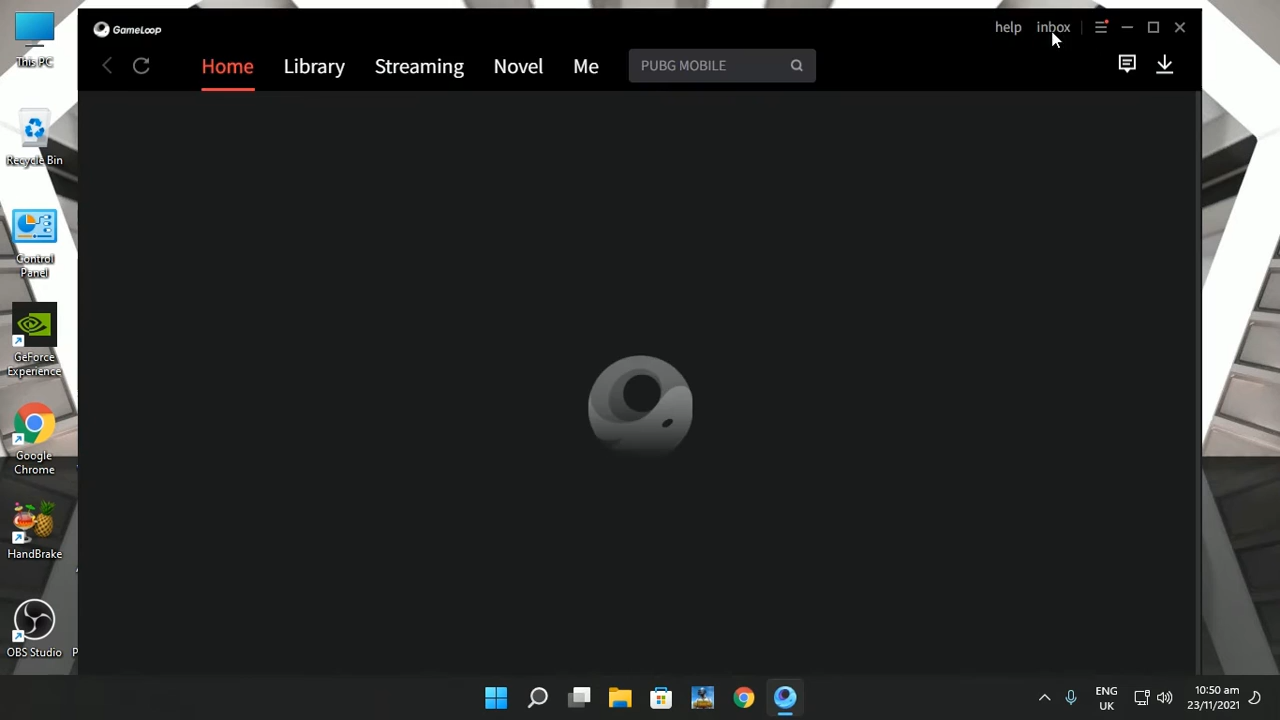 This PC
Recycle Bin
Control
Panel
GeForce
Experience
Google
Chrome
HandBrake
OBS Studio
P
GameLoop
help inbox
Home Library Streaming Novel Me PUBG MOBILE
ENG
UK
10:50 am
23/11/2021